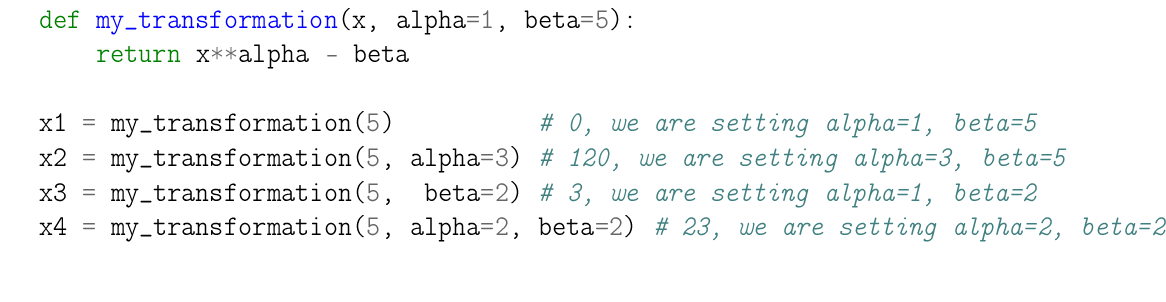 def my_transformation(x, alpha=1, beta=5):
    return x**alpha - beta

x1 = my_transformation(5)          # 0, we are setting alpha=1, beta=5
x2 = my_transformation(5, alpha=3) # 120, we are setting alpha=3, beta=5
x3 = my_transformation(5,  beta=2) # 3, we are setting alpha=1, beta=2
x4 = my_transformation(5, alpha=2, beta=2) # 23, we are setting alpha=2, beta=2